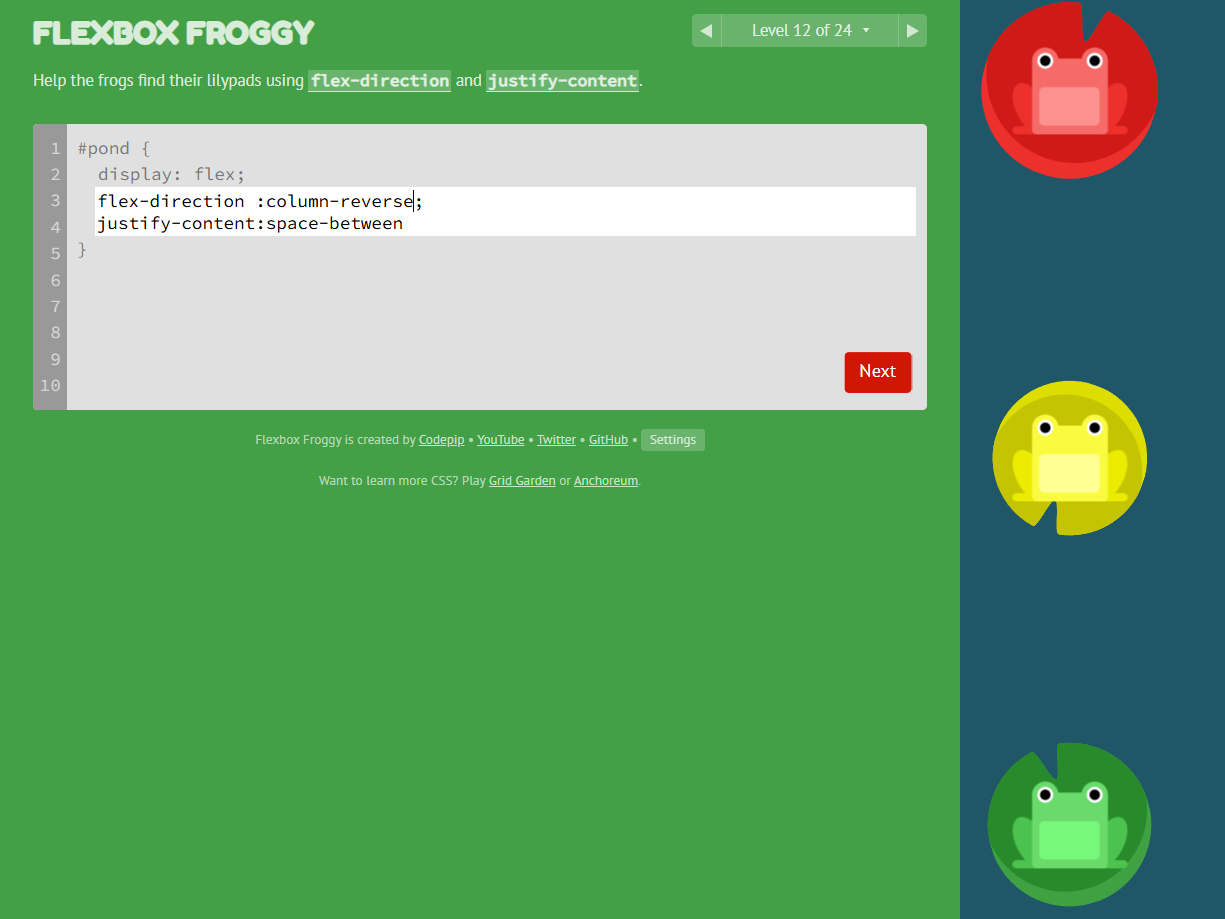 FLEXBOX FROGGY
Level 12 of 24
Help the frogs find their lilypads using flex-direction and justify-content.
1 #pond {
2 display: flex;
3 flex-direction :column-reverse;
4 justify-content:space-between
5 }
6
7
8
9
10
Next
Flexbox Froggy is created by Codepip • YouTube • Twitter • GitHub • Settings
Want to learn more CSS? Play Grid Garden or Anchoreum.